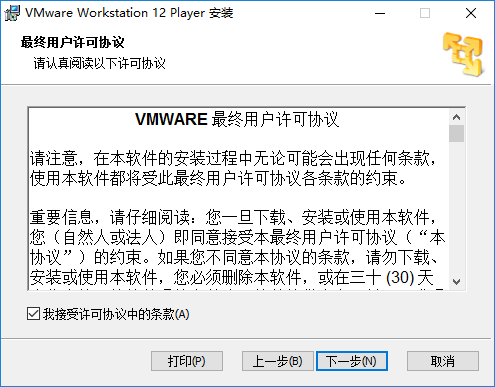 VMware Workstation 12 Player 安装
最终用户许可协议
请认真阅读以下许可协议
VMWARE 最终用户许可协议
请注意，在本软件的安装过程中无论可能会出现任何条款，
使用本软件都将受此最终用户许可协议各条款的约束。
重要信息，请仔细阅读：您一旦下载、安装或使用本软件，
您（自然人或法人）即同意接受本最终用户许可协议（“本
协议”）的约束。如果您不同意本协议的条款，请勿下载、
安装或使用本软件，您必须删除本软件，或在三十 (30) 天
我接受许可协议中的条款(A)
打印(P)
上一步(B)
下一步(N)
取消